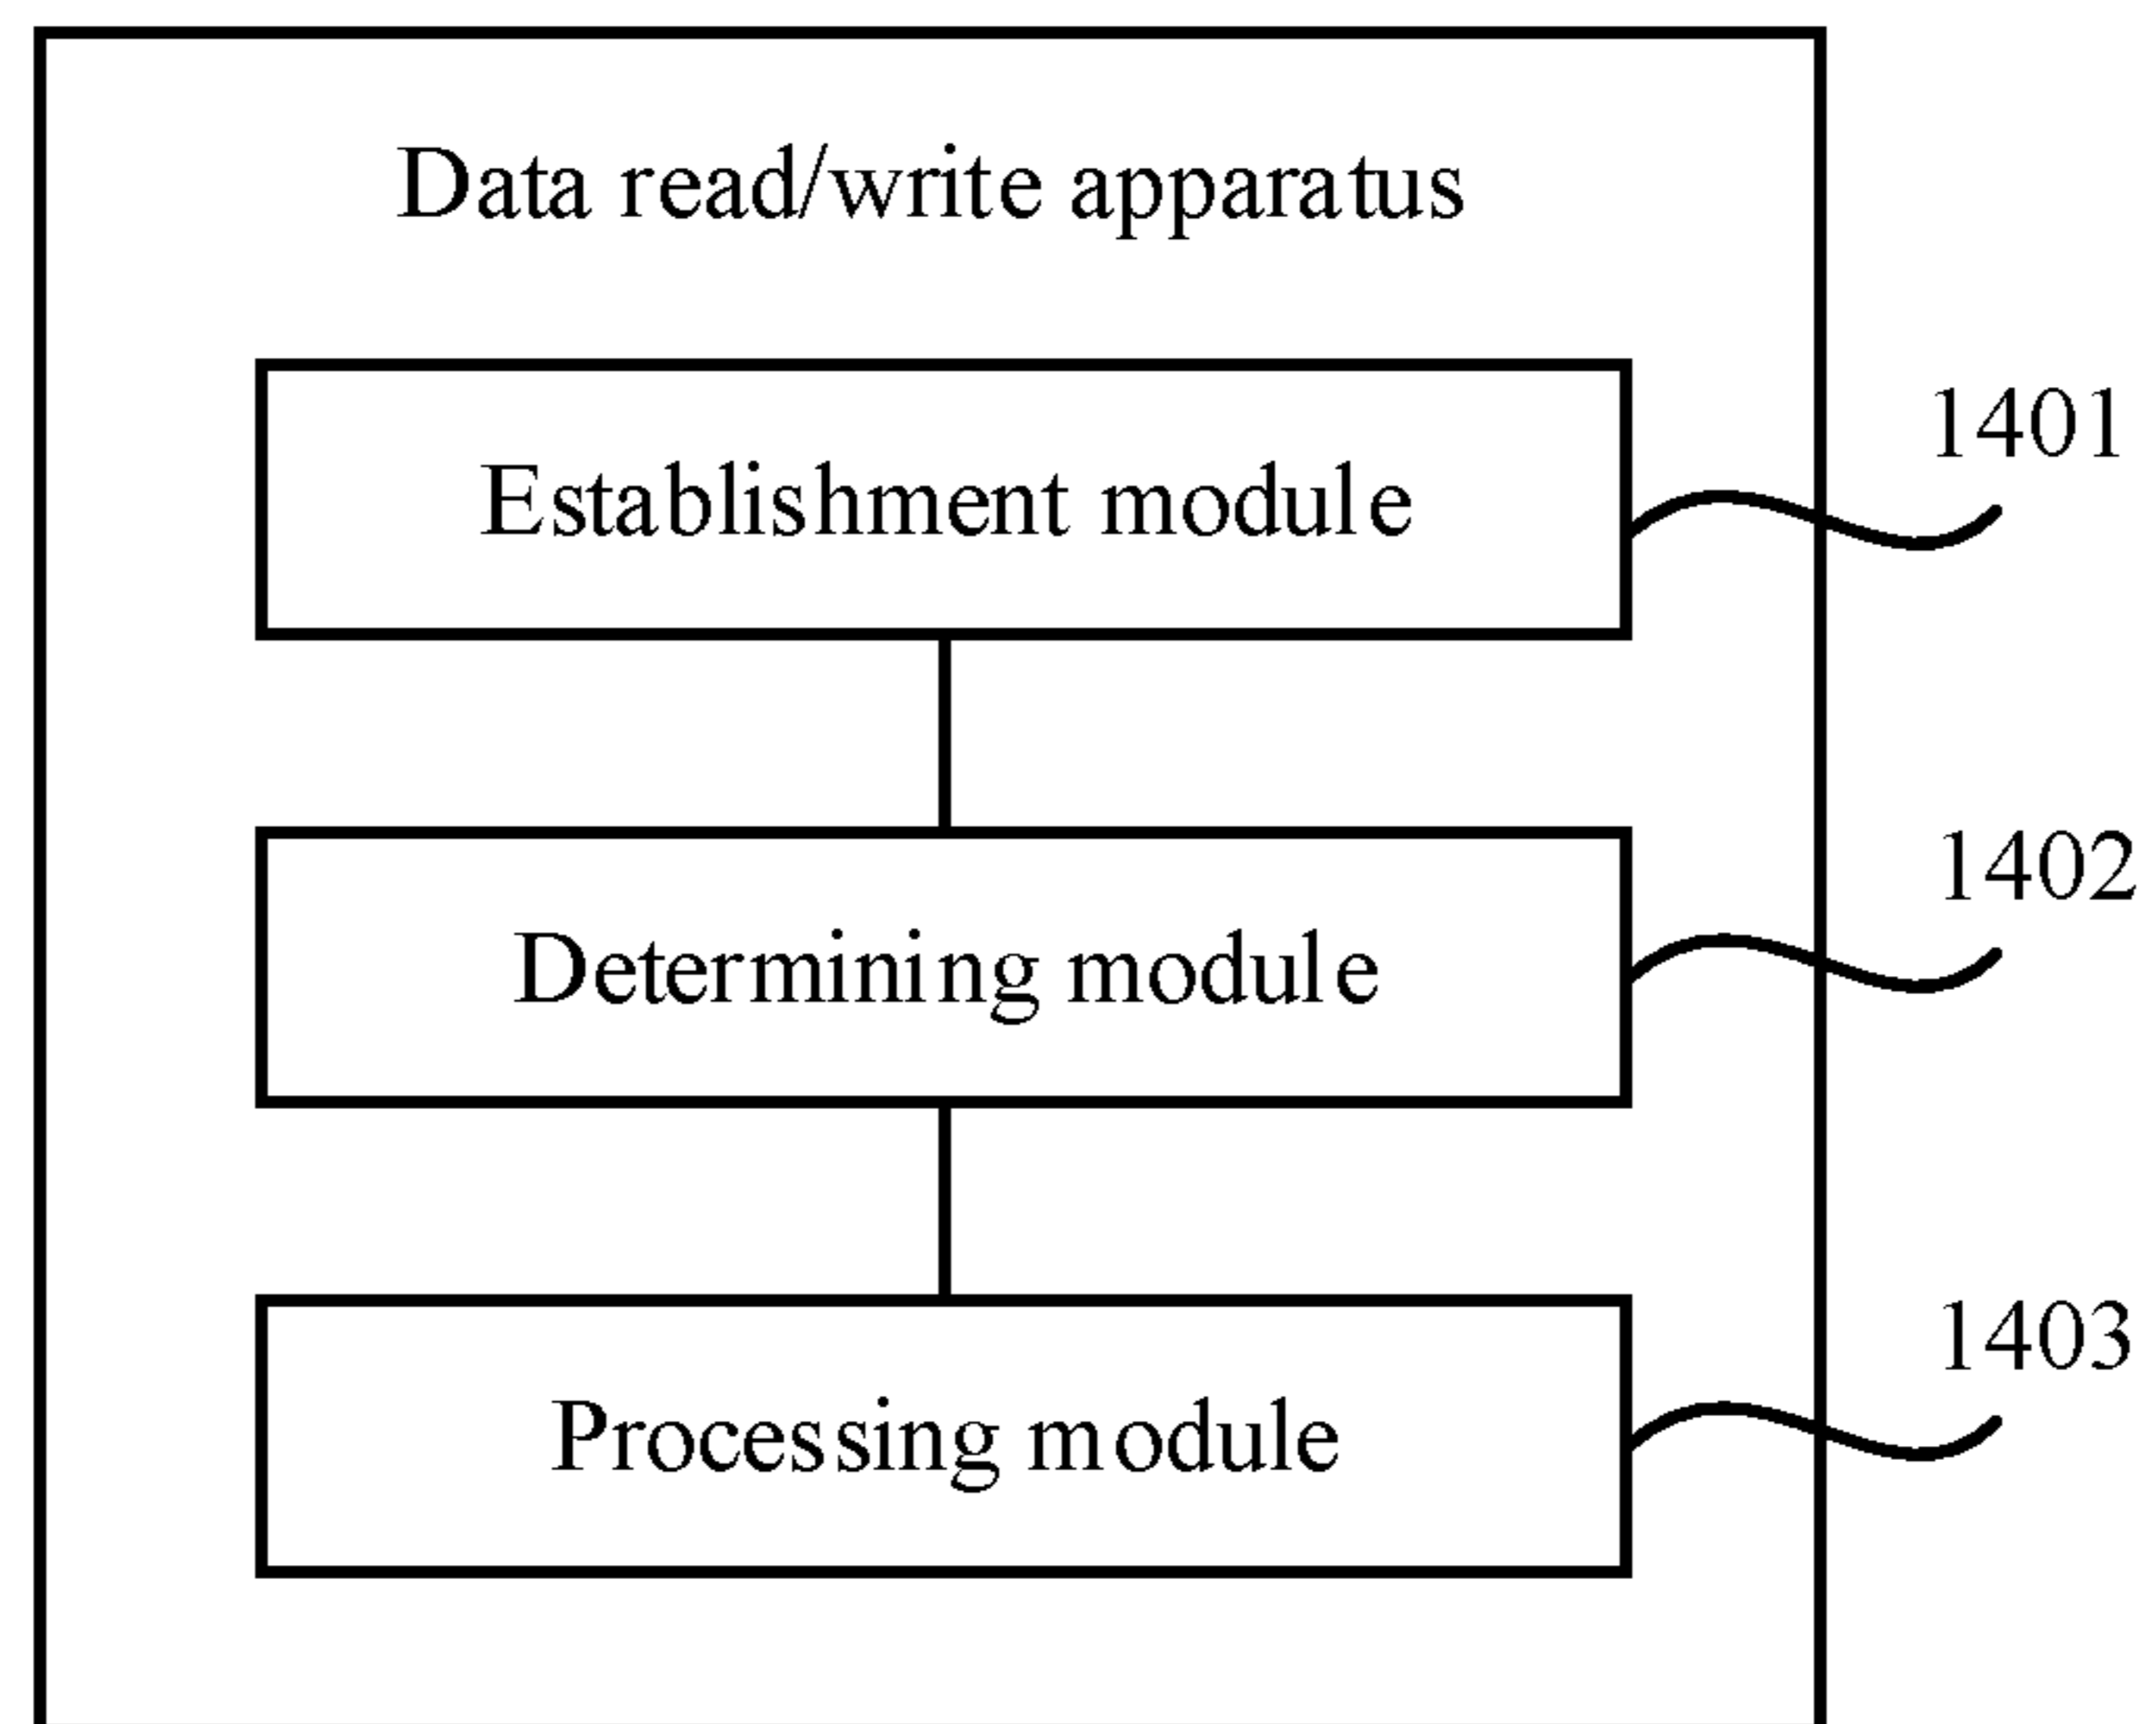 Data read/write apparatus
Establishment module
1401
Determining module
1402
Processing module
1403